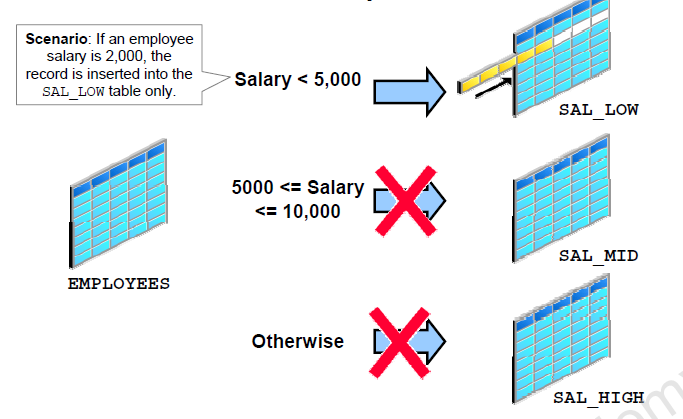 Scenario: If an employee
salary is 2,000, the
record is inserted into the
SAL_LOW table only.
Salary < 5,000
SAL_LOW
5000 <= Salary
<= 10,000
SAL_MID
EMPLOYEES
Otherwise
SAL_HIGH